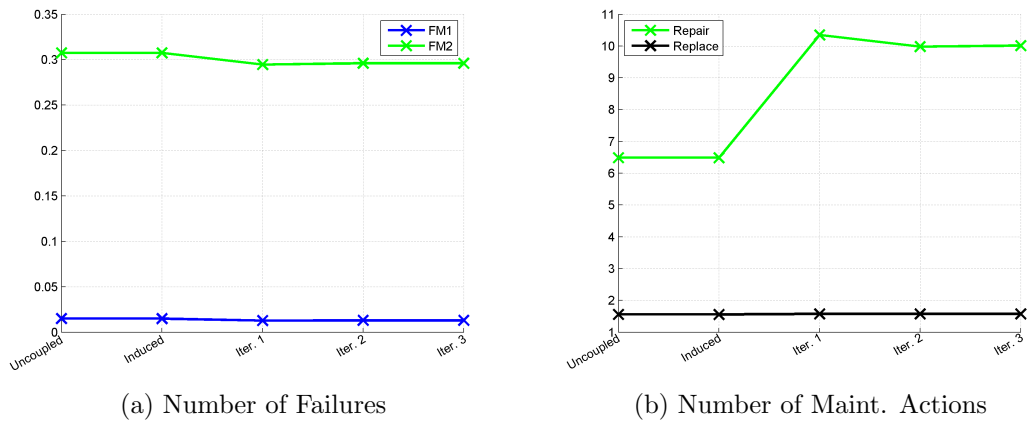 0.35
0.3
0.25
0.2
0.15
0.1
0.05
0
Uncoupled
Induced
Iter. 1
Iter. 2
Iter. 3
FM1
FM2
(a) Number of Failures
11
10
9
8
7
6
5
4
3
2
1
Uncoupled
Induced
Iter. 1
Iter. 2
Iter. 3
Repair
Replace
(b) Number of Maint. Actions